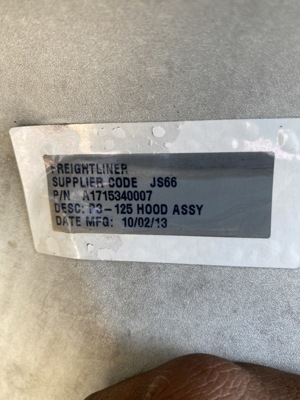 FREIGHTLINER
SUPPLIER CODE JS66
P/N A1715340007
DESC: P3-125 HOOD ASSY
DATE MFG: 10/02/13